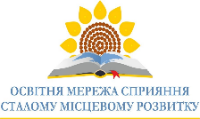 ОСВІТНЯ МЕРЕЖА СПРИЯННЯ
СТАЛОМУ МІСЦЕВОМУ РОЗВИТКУ